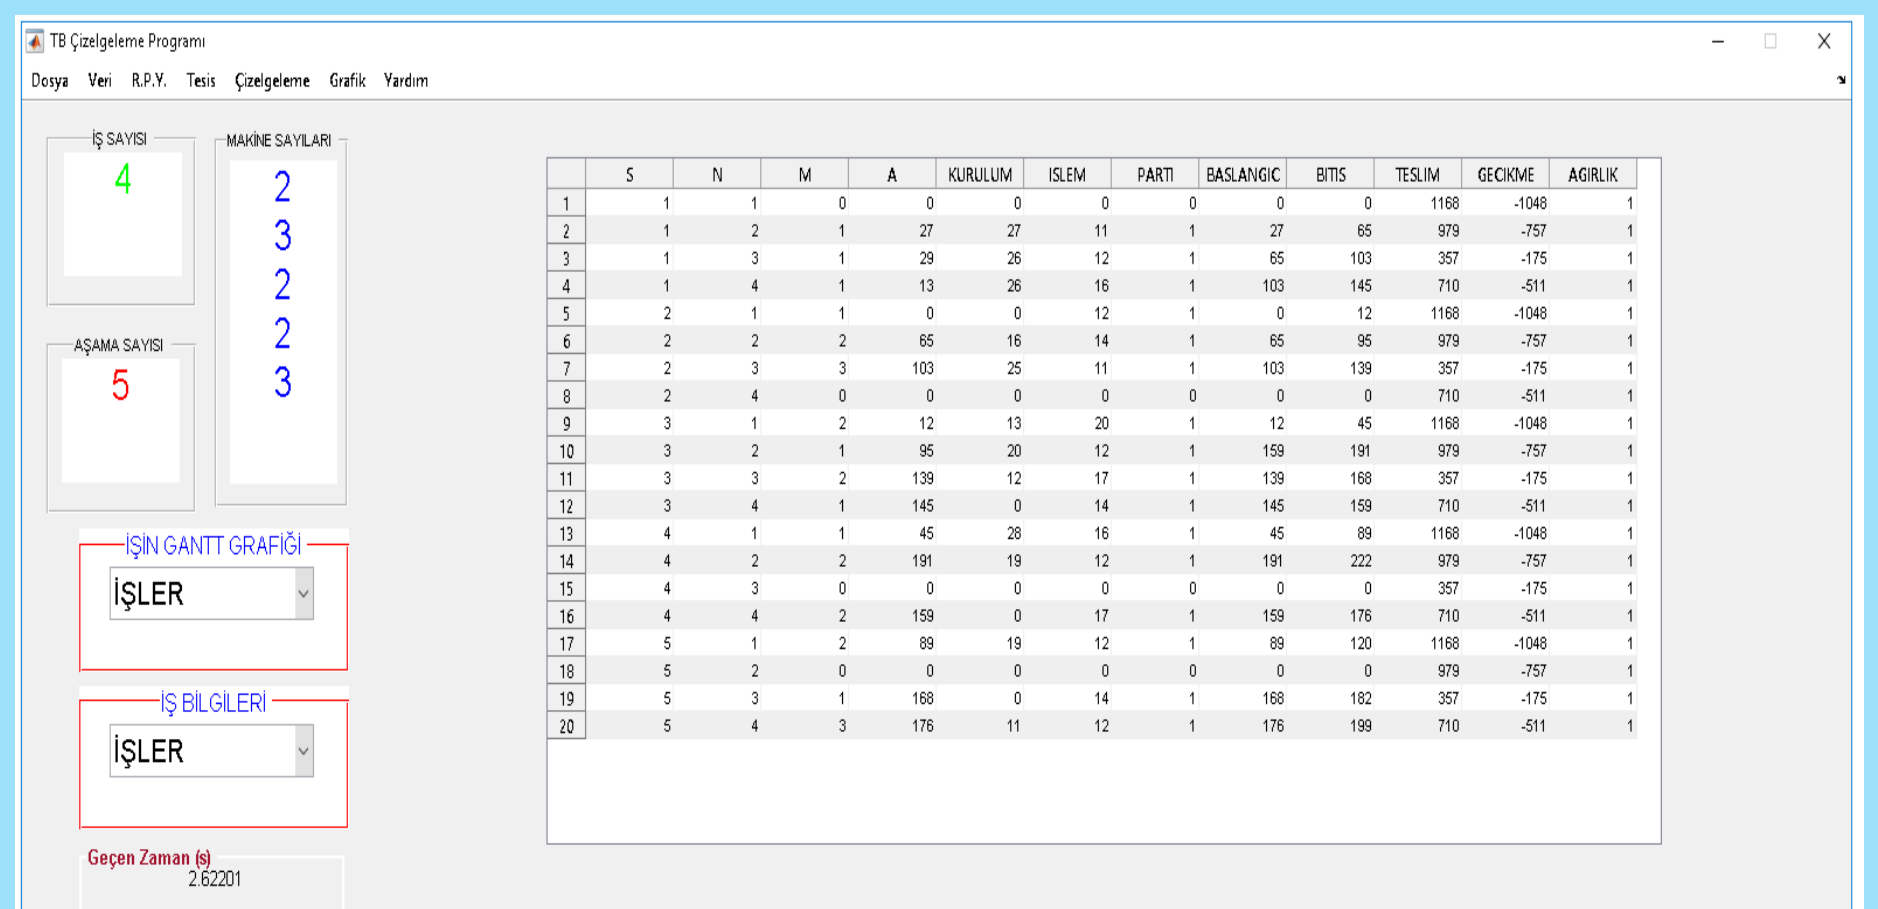 TB Çizelgeleme Programı
Dosya Veri R.P.Y. Tesis Çizelgeleme Grafik Yardım
İŞ SAYISI
4
MAKİNE SAYILARI
2
3
2
2
3
AŞAMA SAYISI
5
İŞİN GANTT GRAFİĞİ
İŞLER
İŞ BİLGİLERİ
İŞLER
Geçen Zaman (s)
2.62201
S N M A KURULUM ISLEM PARTI BASLANGIC BITIS TESLIM GECIKME AGIRLIK
1 1 1 0 0 0 0 0 0 0 1168 -1048 1
2 1 2 1 27 27 11 1 27 65 979 -757 1
3 1 3 1 29 26 12 1 65 103 357 -175 1
4 1 4 1 13 26 16 1 103 145 710 -511 1
5 2 1 1 0 0 12 1 0 12 1168 -1048 1
6 2 2 2 65 16 14 1 65 95 979 -757 1
7 2 3 3 103 25 11 1 103 139 357 -175 1
8 2 4 0 0 0 0 0 0 0 710 -511 1
9 3 1 2 12 13 20 1 12 45 1168 -1048 1
10 3 2 1 95 20 12 1 159 191 979 -757 1
11 3 3 2 139 12 17 1 139 168 357 -175 1
12 3 4 1 145 0 14 1 145 159 710 -511 1
13 4 1 1 45 28 16 1 45 89 1168 -1048 1
14 4 2 2 191 19 12 1 191 222 979 -757 1
15 4 3 0 0 0 0 0 0 0 357 -175 1
16 4 4 2 159 0 17 1 159 176 710 -511 1
17 5 1 2 89 19 12 1 89 120 1168 -1048 1
18 5 2 0 0 0 0 0 0 0 979 -757 1
19 5 3 1 168 0 14 1 168 182 357 -175 1
20 5 4 3 176 11 12 1 176 199 710 -511 1